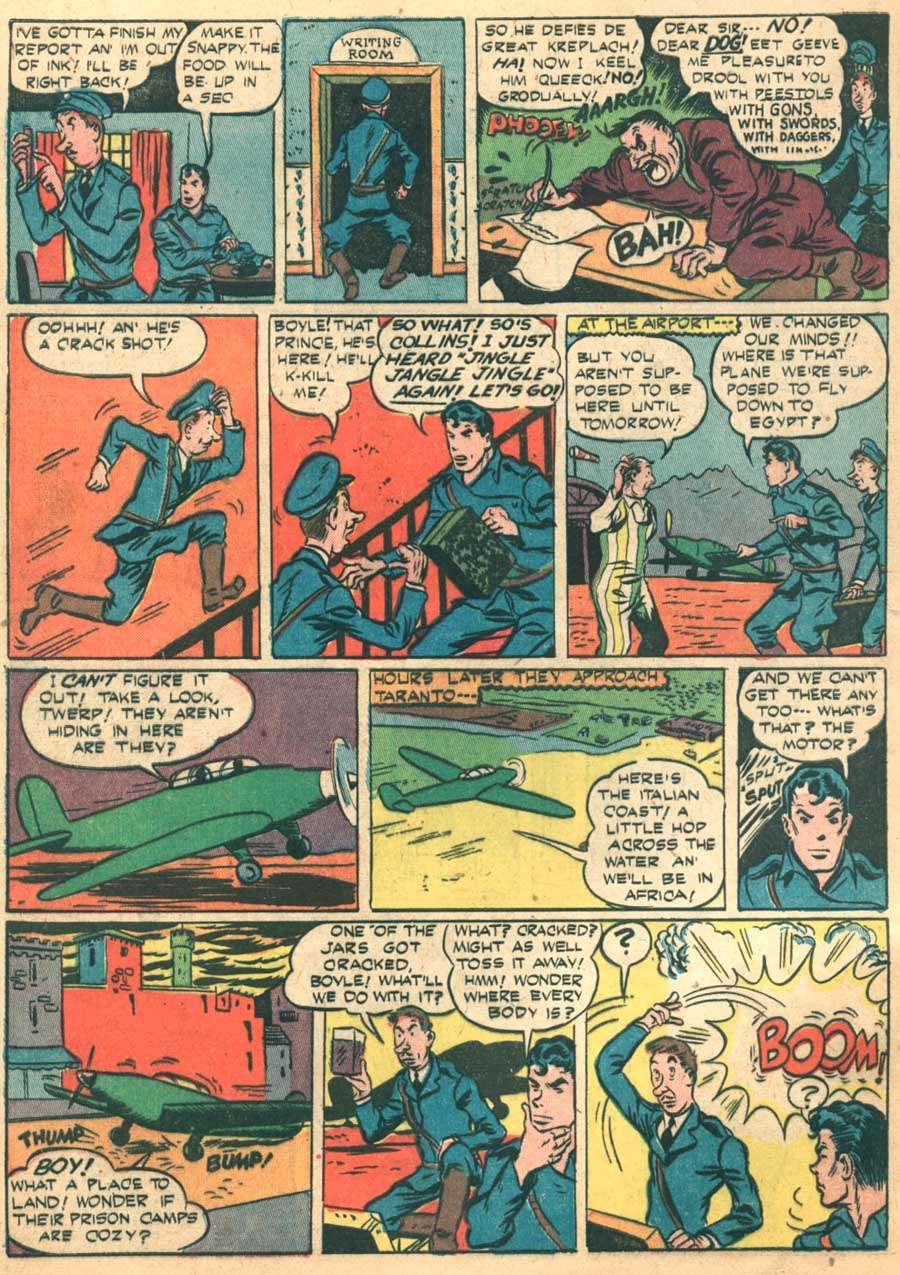 I'VE GOTTA FINISH MY
REPORT AN' I'M OUT
OF INK! I'LL BE
RIGHT BACK!
MAKE IT
SNAPPY. THE
FOOD WILL
BE UP IN
A SEC
WRITING
ROOM
SO, HE DEFIES DE
GREAT KREPLACH!
HA! NOW I KEEL
HIM 'QUEECK! NO!
GRODUALLY!
DEAR SIR--- NO!
DEAR DOG! EET GEEVE
ME PLEASURE TO
DROOL WITH YOU
WITH PEESTOLS
WITH GONS,
WITH SWORDS,
WITH DAGGERS,
WITH
AAARGH!
PHOOEY!
SCRATCH
SCRATCH
BAH!
OOHHH! AN' HE'S
A CRACK SHOT!
BOYLE! THAT
PRINCE, HE'S
HERE! HE'LL
K-KILL
ME!
SO WHAT! SO'S
COLLINS! I JUST
HEARD "JINGLE
JANGLE JINGLE"
AGAIN! LET'S GO!
AT THE AIRPORT---
BUT YOU
AREN'T SUP-
POSED TO BE
HERE UNTIL
TOMORROW!
WE CHANGED
OUR MINDS!!
WHERE IS THAT
PLANE WE'RE SUP-
POSED TO FLY
DOWN TO
EGYPT?
I CAN'T FIGURE IT
OUT! TAKE A LOOK,
TWERP! THEY AREN'T
HIDING IN HERE
ARE THEY?
HOURS LATER THEY APPROACH
TARANTO---
HERE'S
THE ITALIAN
COAST! A
LITTLE HOP
ACROSS THE
WATER AN'
WE'LL BE IN
AFRICA!
AND WE CAN'T
GET THERE ANY
TOO--- WHAT'S
THAT? THE
MOTOR?
SPUT-
SPUT
THUMP
BUMP!
BOY!
WHAT A PLACE TO
LAND! WONDER IF
THEIR PRISON CAMPS
ARE COZY?
ONE OF THE
JARS GOT
CRACKED,
BOYLE! WHAT'LL
WE DO WITH IT?
WHAT? CRACKED?
MIGHT AS WELL
TOSS IT AWAY!
HMM! WONDER
WHERE EVERY
BODY IS?
?
BOOM!
?